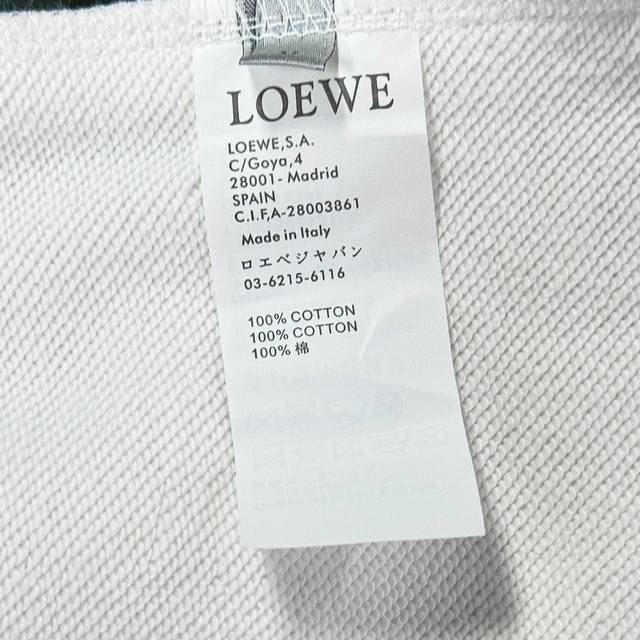 LOEWE
LOEWE,S.A.
C/Goya,4
28001 - Madrid
SPAIN
C.I.F,A-28003861
Made in Italy
ロエベジャパン
03-6215-6116
100% COTTON
100% COTTON
100% 棉